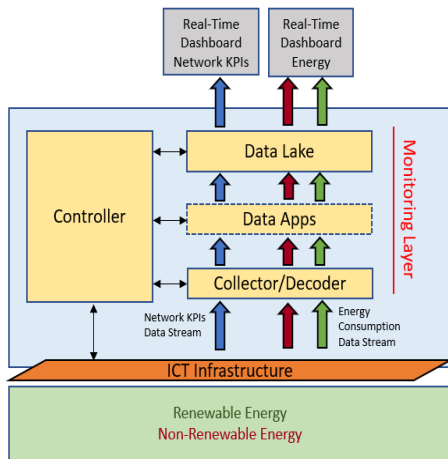 Real-Time
Dashboard
Network KPIs
Real-Time
Dashboard
Energy
Data Lake
Controller
Data Apps
Monitoring Layer
Collector/Decoder
Network KPIs
Data Stream
Energy
Consumption
Data Stream
ICT Infrastructure
Renewable Energy
Non-Renewable Energy